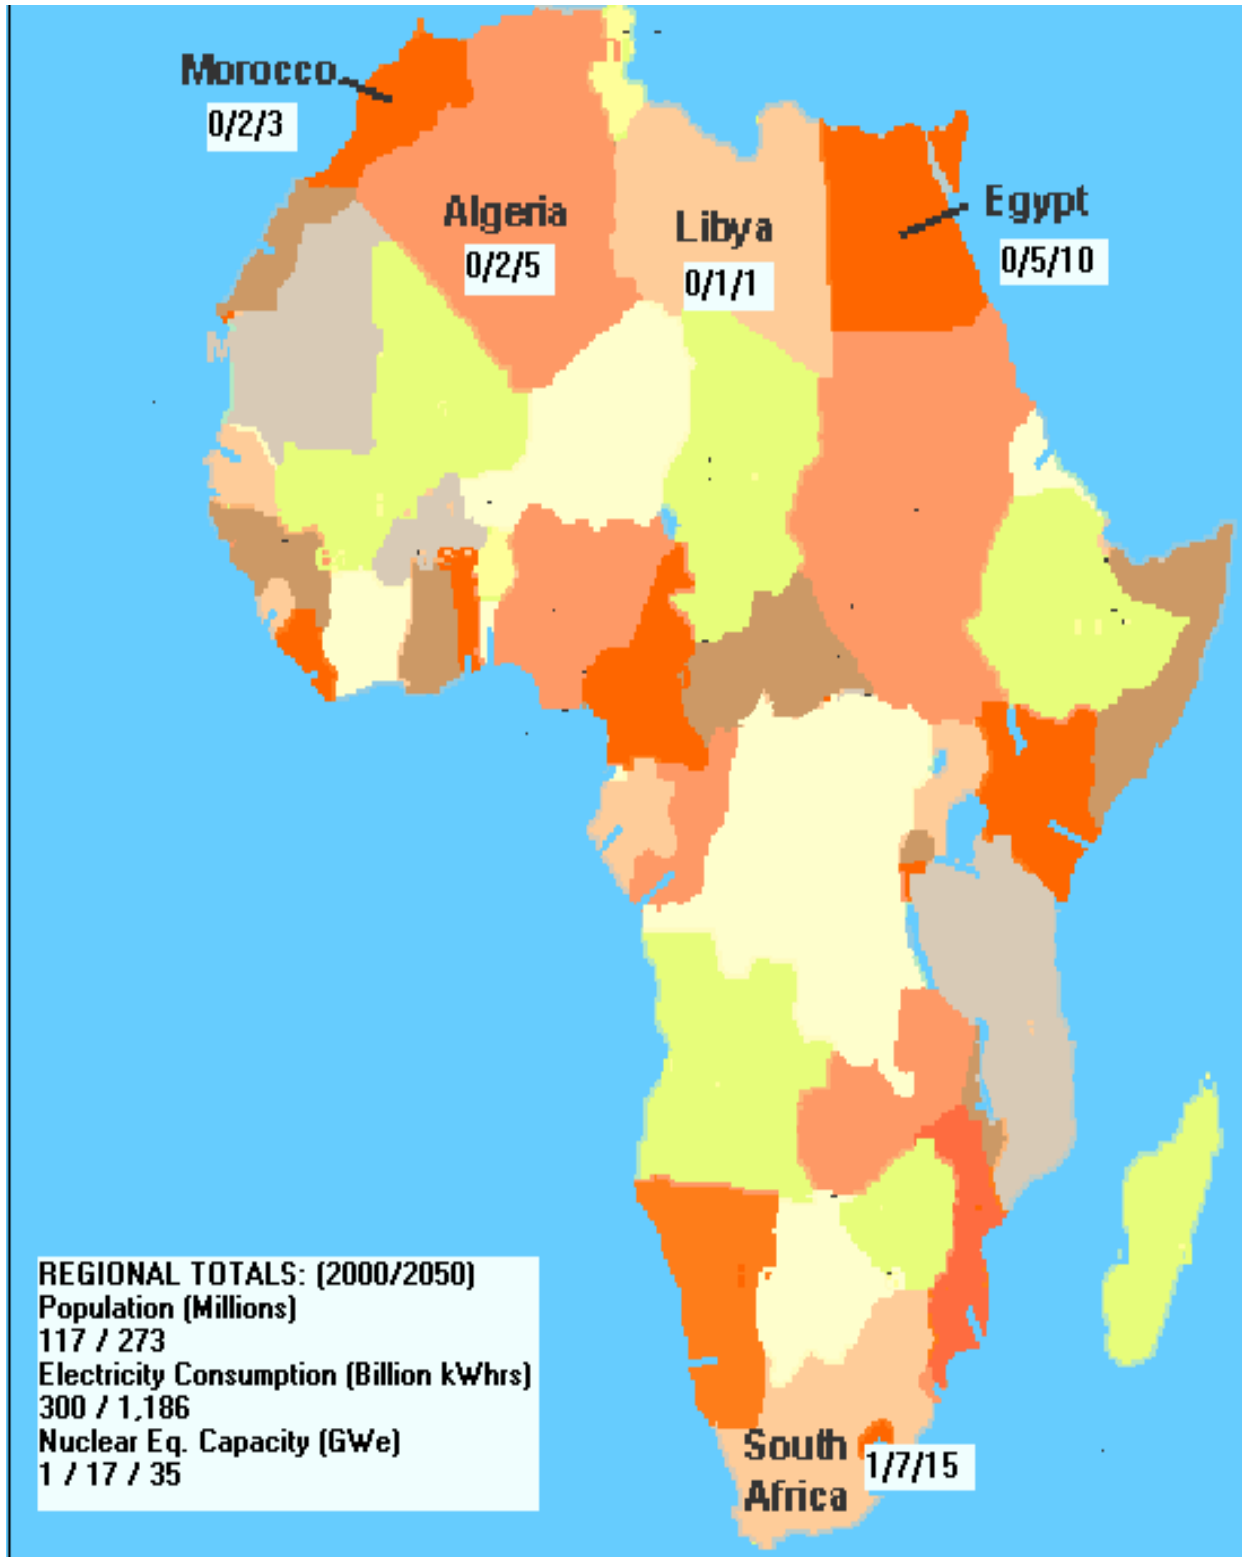 Morocco
0/2/3
Algeria
0/2/5
Libya
0/1/1
Egypt
0/5/10
REGIONAL TOTALS: (2000/2050)
Population (Millions)
117 / 273
Electricity Consumption (Billion kWhrs)
300 / 1,186
Nuclear Eq. Capacity (GWe)
1 / 17 / 35
South
Africa
1/7/15